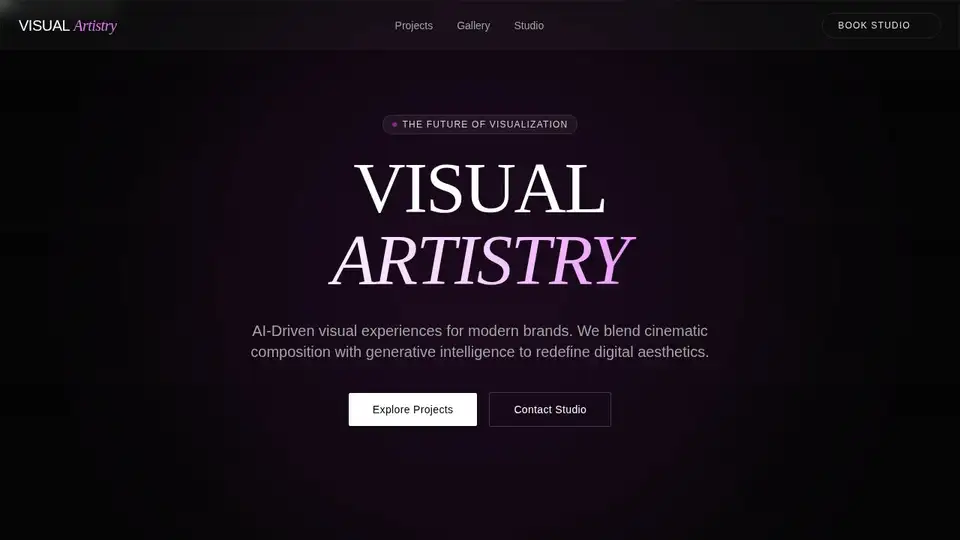 VISUAL Artistry
Projects
Gallery
Studio
BOOK STUDIO
THE FUTURE OF VISUALIZATION
VISUAL
ARTISTRY
AI-Driven visual experiences for modern brands. We blend cinematic
composition with generative intelligence to redefine digital aesthetics.
Explore Projects
Contact Studio